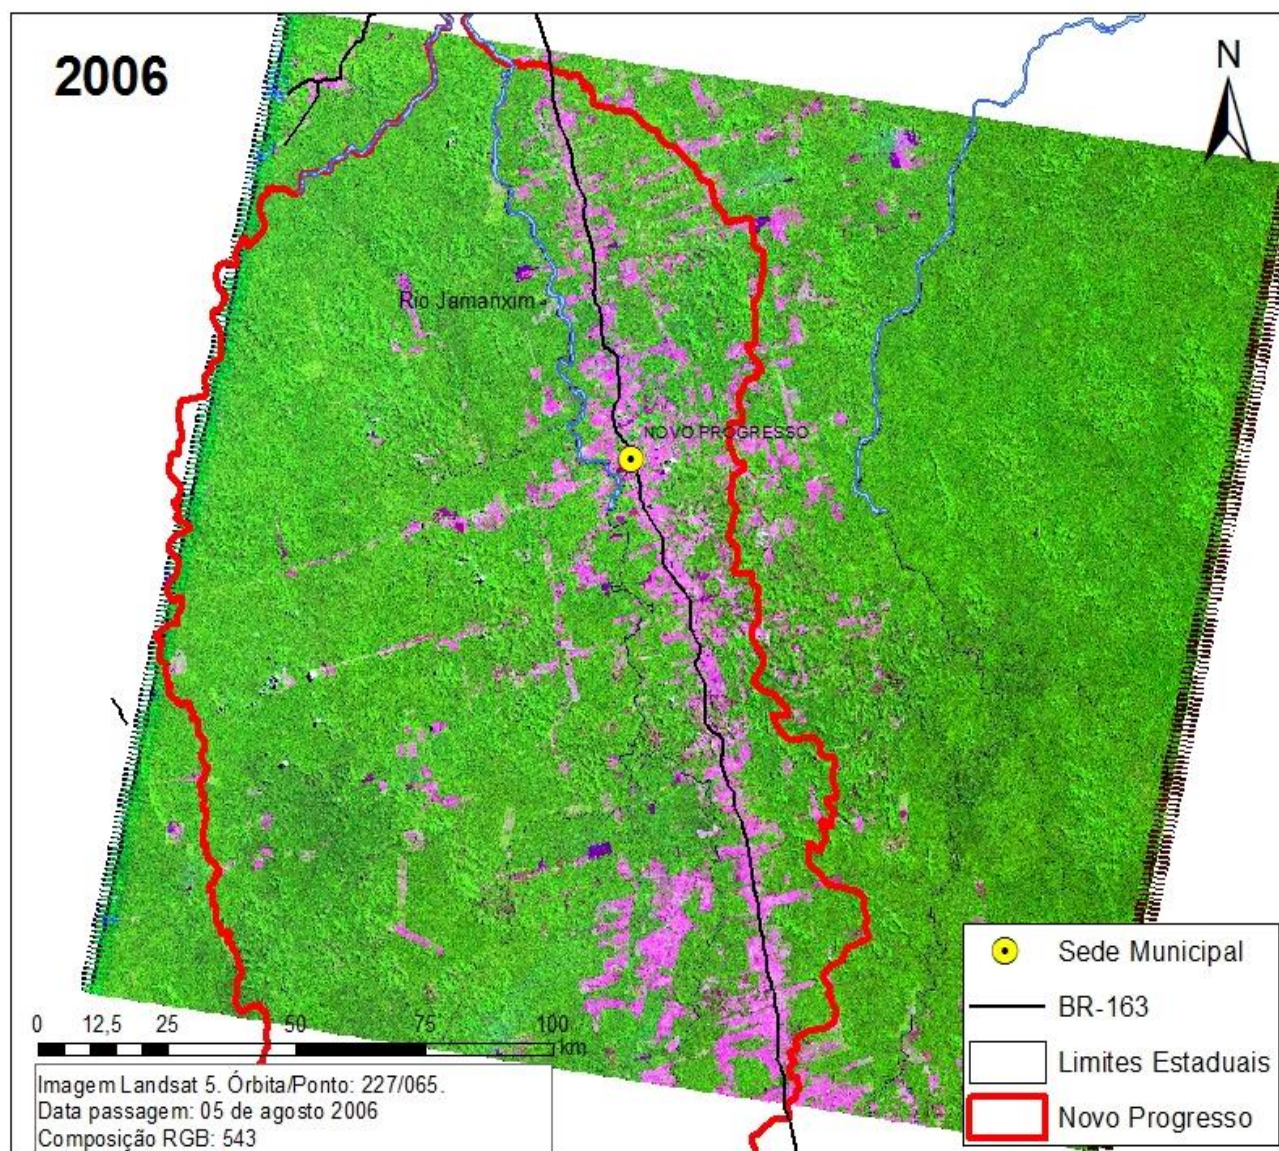 2006
N
Rio Jamanxim
NOVO PROGRESSO
Sede Municipal
BR-163
Limites Estaduais
Novo Progresso
0 12,5 25 50 75 100
km
Imagem Landsat 5. Órbita/Ponto: 227/065.
Data passagem: 05 de agosto 2006
Composição RGB: 543